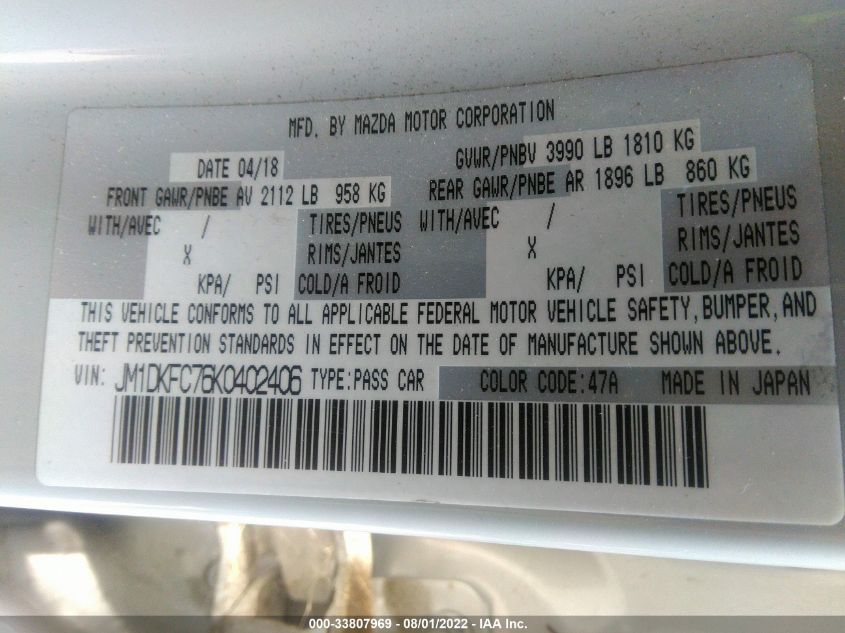 MFD. BY MAZDA MOTOR CORPORATION
DATE 04/18 GVWR/PNBV 3990 LB 1810 KG
FRONT GAWR/PNBE AV 2112 LB 958 KG REAR GAWR/PNBE AR 1896 LB 860 KG
WITH/AVEC / TIRES/PNEUS WITH/AVEC / TIRES/PNEUS
X RIMS/JANTES X RIMS/JANTES
KPA/ PSI COLD/A FROID KPA/ PSI COLD/A FROID
THIS VEHICLE CONFORMS TO ALL APPLICABLE FEDERAL MOTOR VEHICLE SAFETY, BUMPER, AND
THEFT PREVENTION STANDARDS IN EFFECT ON THE DATE OF MANUFACTURE SHOWN ABOVE.
VIN: JM1DKFC76K0402406 TYPE:PASS CAR COLOR CODE:47A MADE IN JAPAN
000-33807969 - 08/01/2022 - IAA Inc.